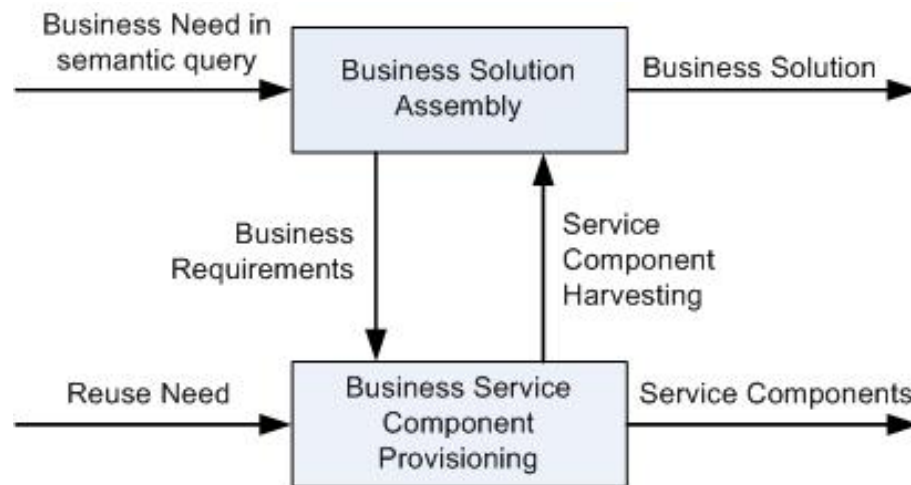 Business Need in
semantic query
Business Solution
Assembly
Business Solution
Business
Requirements
Service
Component
Harvesting
Reuse Need
Business Service
Component
Provisioning
Service Components